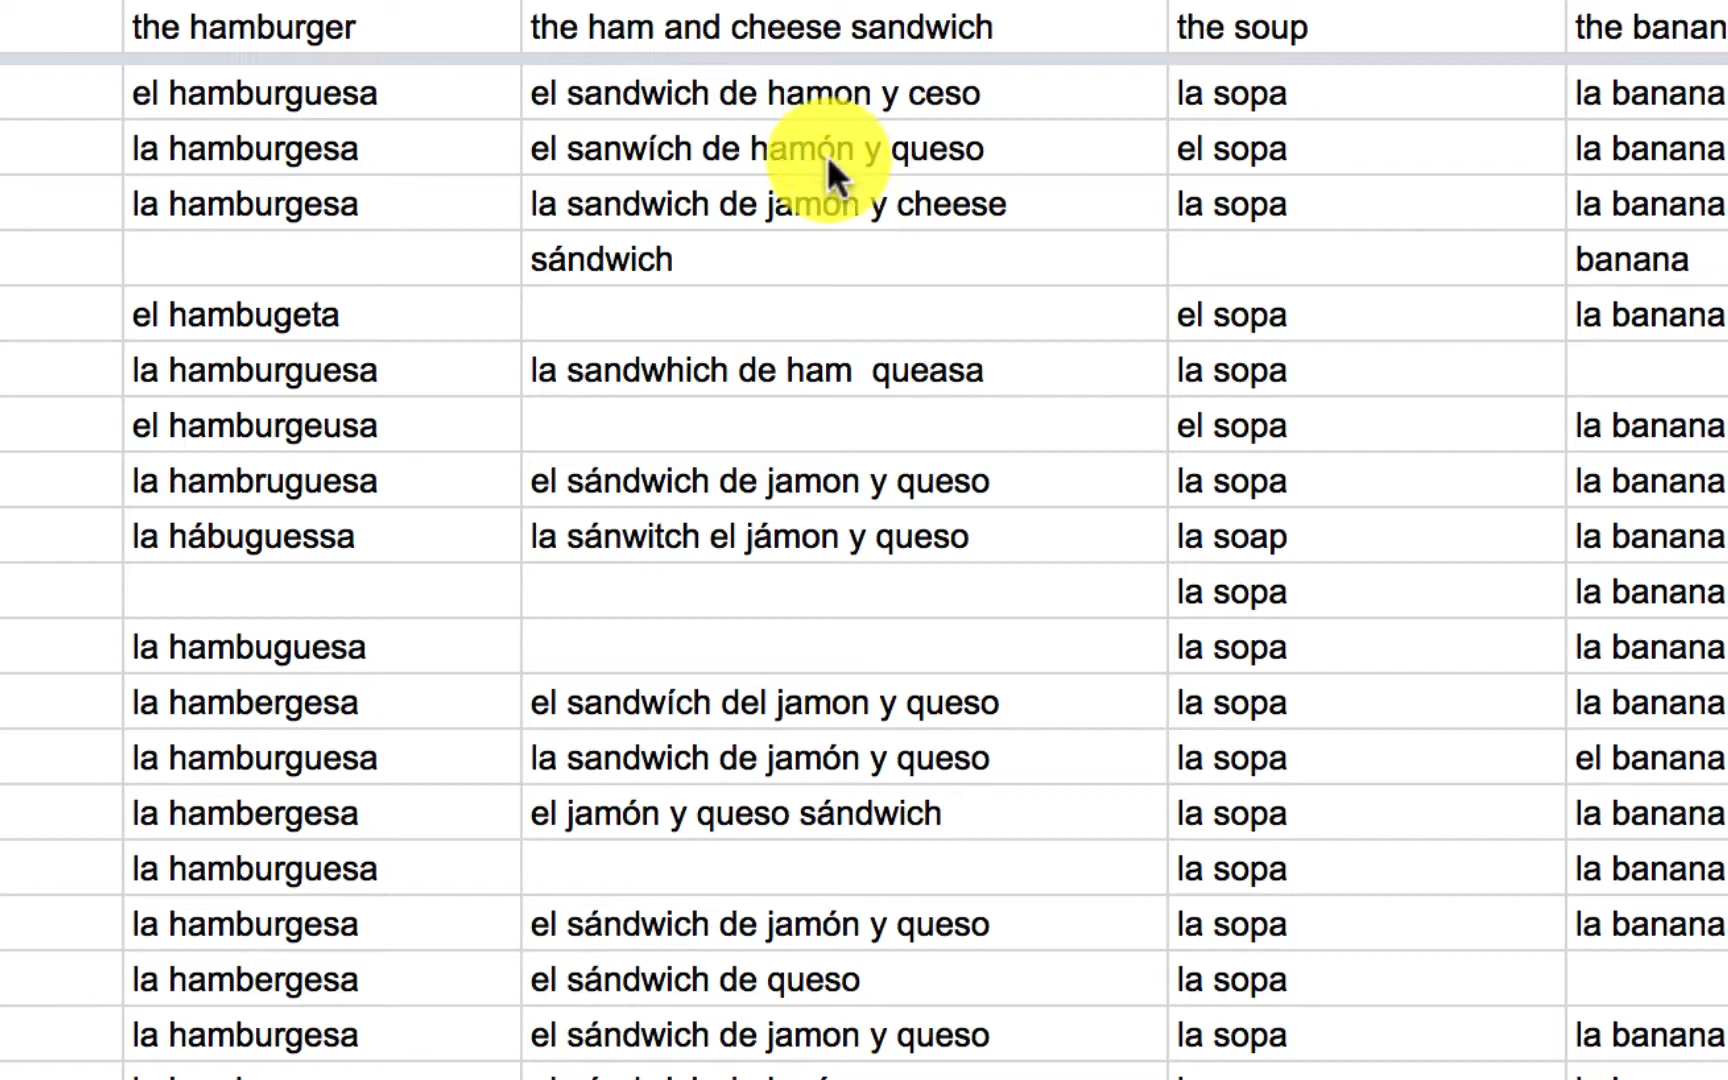 the hamburger the ham and cheese sandwich the soup the banan
el hamburguesa el sandwich de hamon y ceso la sopa la banana
la hamburgesa el sanwích de hamón y queso el sopa la banana
la hamburgesa la sandwich de jamón y cheese la sopa la banana
sándwich banana
el hambugeta el sopa la banana
la hamburguesa la sandwhich de ham  queasa la sopa
el hamburgeusa el sopa la banana
la hambruguesa el sándwich de jamon y queso la sopa la banana
la hábuguessa la sánwitch el jámon y queso la soap la banana
la sopa la banana
la hambuguesa la sopa la banana
la hambergesa el sandwích del jamon y queso la sopa la banana
la hamburguesa la sandwich de jamón y queso la sopa el banana
la hambergesa el jamón y queso sándwich la sopa la banana
la hamburguesa la sopa la banana
la hamburgesa el sándwich de jamón y queso la sopa la banana
la hambergesa el sándwich de queso la sopa
la hamburgesa el sándwich de jamon y queso la sopa la banana